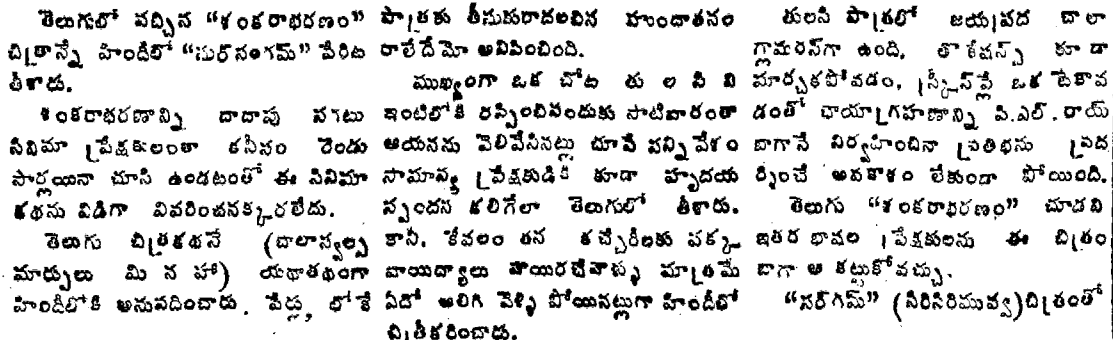 తెలుగులో వచ్చిన “శంకరాభరణం”
చిత్రాన్నే హిందీలో “సుర్‌సంగమ్” పేరిట
తీశారు.
శంకరాభరణాన్ని దాదాపు సగటు
సినిమా ప్రేక్షకులంతా కనీసం రెండు
సార్లయినా చూసి ఉండటంతో ఈ సినిమా
కథను విడిగా వివరించనక్కరలేదు.
తెలుగు చిత్రకథనే (చాలాస్వల్ప
మార్పులు మినహా) యథాతథంగా
హిందీలోకి అనువదించారు. పేర్లు, భోళే
పాత్రకు తీసుకురాదలచిన హుందాతనం
రాలేదేమో అనిపించింది.
ముఖ్యంగా ఒక చోట తులసిని
ఇంటిలోకి రప్పించినందుకు సాటివారంతా
ఆయనను వెలివేసినట్లు చూపే సన్నివేశం
సామాన్య ప్రేక్షకుడికి కూడా హృదయ
స్పందన కలిగేలా తెలుగులో తీశారు.
కానీ, కేవలం తన కచ్చేరీలకు పక్క
వాయిద్యాలు వాయించేవాళ్ళు మాత్రమే
ఏదో అలిగి వెళ్ళి పోయినట్లుగా హిందీలో
చిత్రీకరించారు.
తులసి పాత్రలో జయప్రద చాలా
గ్లామరస్‌గా ఉంది. లొకేషన్స్ కూడా
మార్చకపోవడం, స్క్రీన్‌ప్లే ఒకటేకావ
డంతో ఛాయాగ్రహణాన్ని పి.ఎల్.రాయ్
బాగానే నిర్వహించినా ప్రతిభను ప్రద
ర్శించే అవకాశం లేకుండా పోయింది.
తెలుగు “శంకరాభరణం” చూడని
ఇతర భాషల ప్రేక్షకులను ఈ చిత్రం
బాగా ఆకట్టుకోవచ్చు.
“సర్‌గమ్” (సిరిసిరిమువ్వ)చిత్రంతో